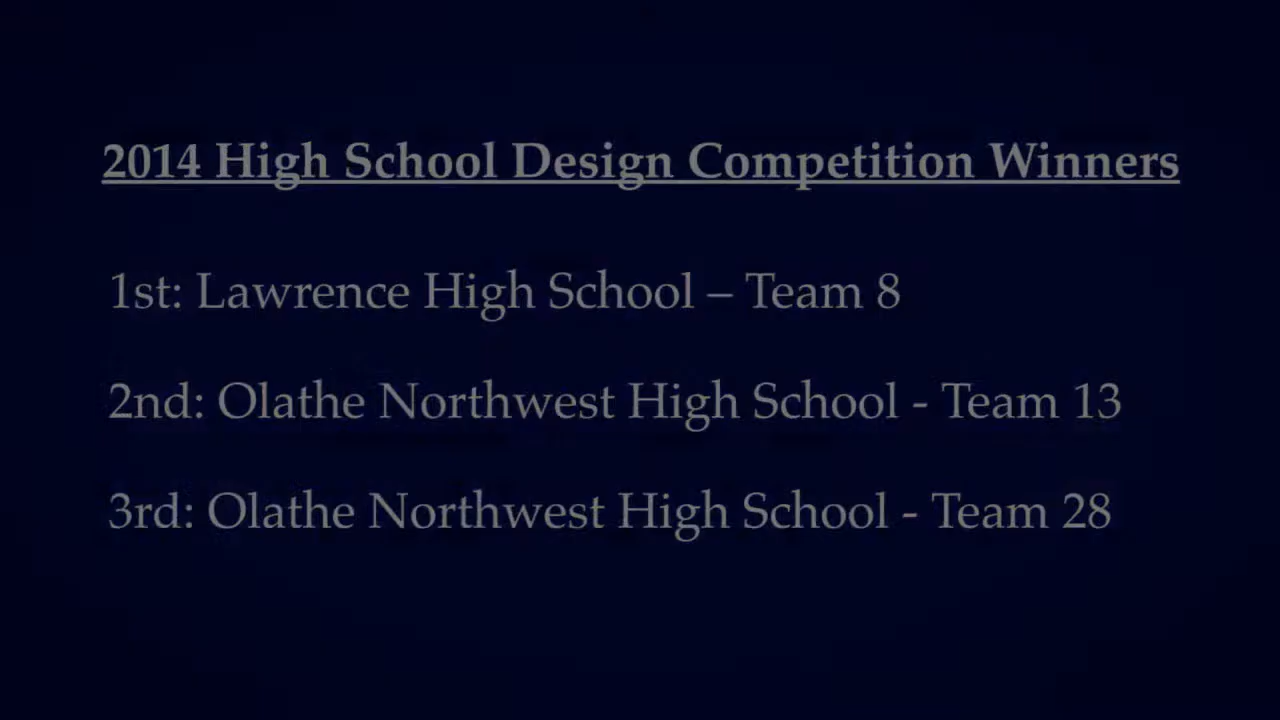 2014 High School Design Competition Winners
1st: Lawrence High School – Team 8
2nd: Olathe Northwest High School - Team 13
3rd: Olathe Northwest High School - Team 28